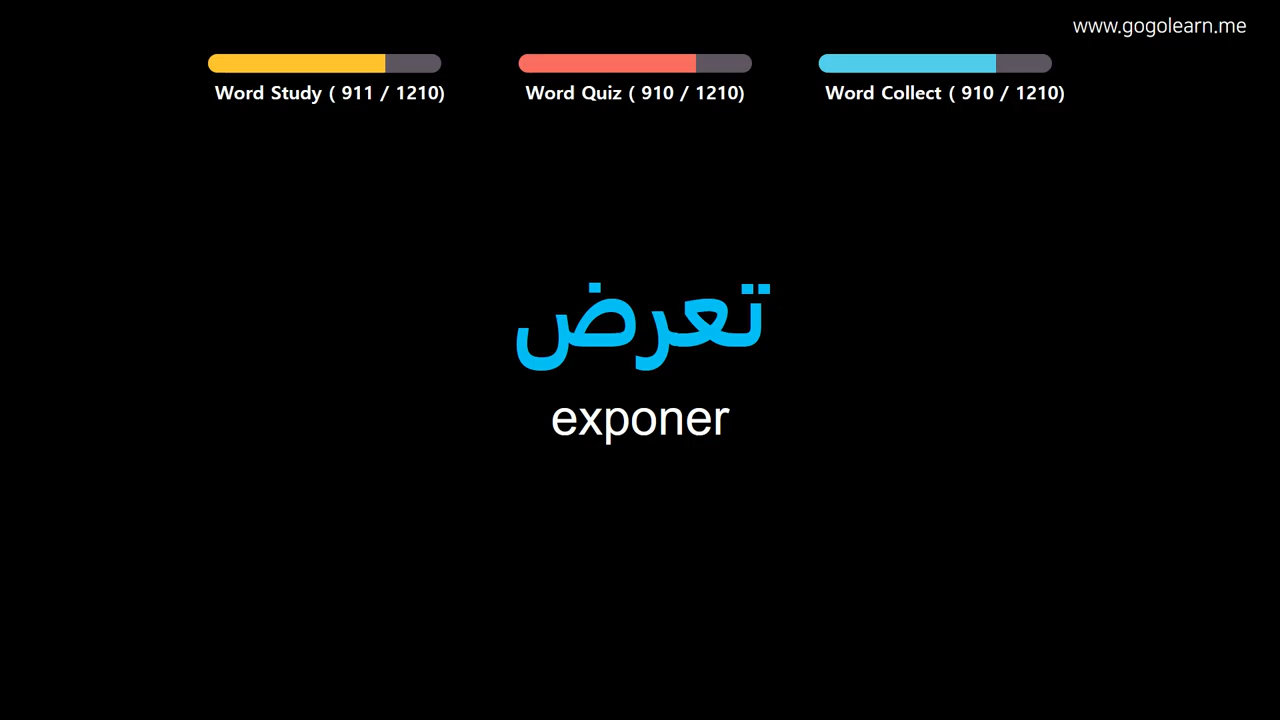 www.gogolearn.me
Word Study ( 911 / 1210)
Word Quiz ( 910 / 1210)
Word Collect ( 910 / 1210)
تعرض
exponer